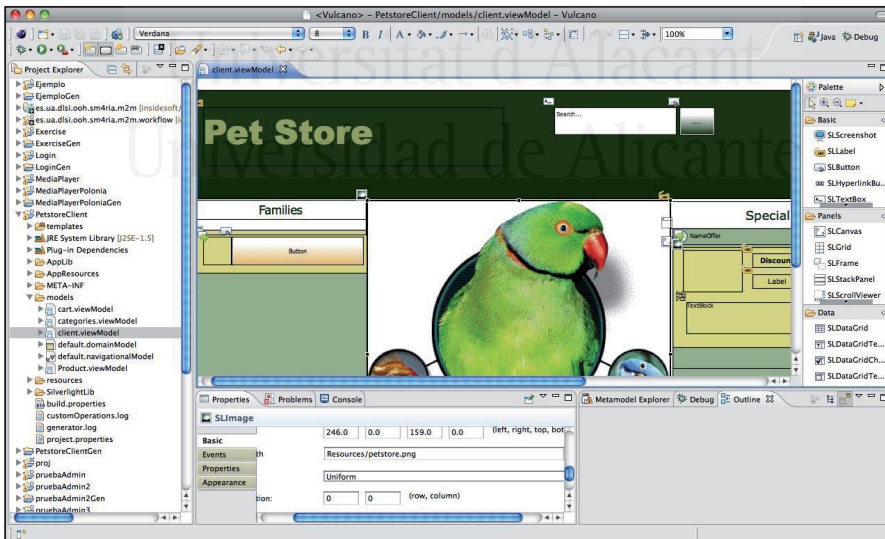 <Vulcano> - PetstoreClient/models/client.viewModel - Vulcano
Verdana
8
B I A
100%
Java
Debug
Project Explorer
client.viewModel
Ejemplo
EjemploGen
es.ua.dlsi.ooh.sm4ria.m2m [insidesoft/
es.ua.dlsi.ooh.sm4ria.m2m.workflow [i
Exercise
ExerciseGen
Login
LoginGen
MediaPlayer
MediaPlayerPolonia
MediaPlayerPoloniaGen
PetstoreClient
templates
JRE System Library [J2SE-1.5]
Plug-in Dependencies
AppLib
AppResources
META-INF
models
cart.viewModel
categories.viewModel
client.viewModel
default.domainModel
default.navigationalModel
Product.viewModel
resources
SilverlightLib
build.properties
customOperations.log
generator.log
project.properties
PetstoreClientGen
proj
pruebaAdmin
pruebaAdmin2
pruebaAdmin2Gen
pruebaAdmin3
Universitat d'Alacant
Universidad de Alicante
Pet Store
Search...
....
Families
Button
Special
NameOffer
Discoun
Label
TextBlock
Palette
Basic
SLScreenshot
SLLabel
SLButton
SLHyperlinkBu...
SLTextBox
Panels
SLCanvas
SLGrid
SLFrame
SLStackPanel
SLScrollViewer
Data
SLDataGrid
SLDataGridTe...
SLDataGridCh...
SLDataGridTe...
Properties
Problems
Console
SLImage
Basic
Events
Properties
Appearance
246.0 0.0 159.0 0.0 (left, right, top, bot
th Resources/petstore.png
Uniform
tion: 0 0 (row, column)
Metamodel Explorer
Debug
Outline